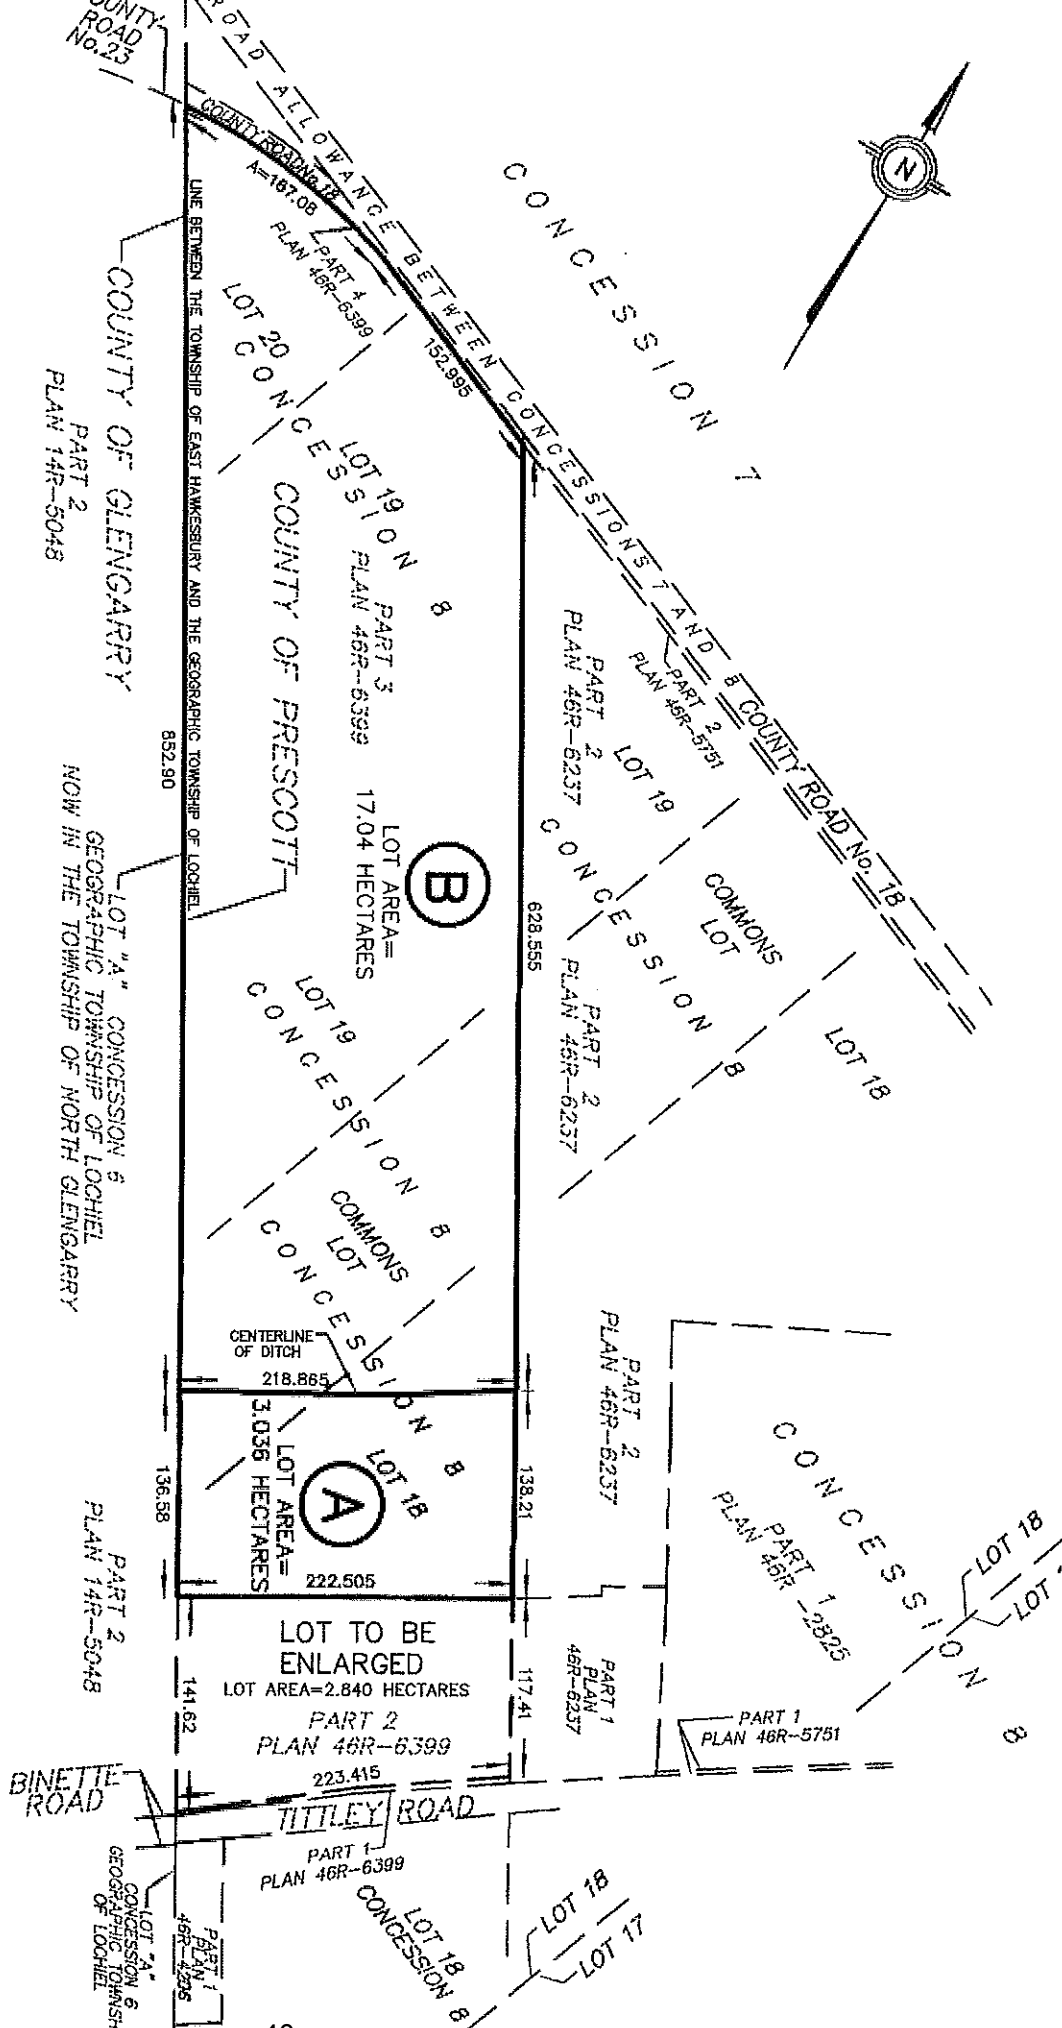 COUNTY
ROAD
No.23
ROAD ALLOWANCE BETWEEN CONCESSIONS 7 AND 8 COUNTY ROAD No. 18
COUNTY ROAD No.18
A=167.08
PART 4
PLAN 46R-6399
152.995
N
CONCESSION 7
LINE BETWEEN THE TOWNSHIP OF EAST HAWKESBURY AND THE GEOGRAPHIC TOWNSHIP OF LOCHIEL
COUNTY OF GLENGARRY
PART 2
PLAN 14R-5048
852.90
LOT 20
CONCESSION 8
LOT 19
COUNTY OF PRESCOTT
PART 3
PLAN 46R-6399
LOT AREA=
17.04 HECTARES
B
628.555
PART 2
PLAN 46R-6237
PART 2
PLAN 46R-5751
LOT 19
CONCESSION 8
COMMONS
LOT
PART 2
PLAN 46R-6237
LOT 18
LOT "A" CONCESSION 6
GEOGRAPHIC TOWNSHIP OF LOCHIEL
NOW IN THE TOWNSHIP OF NORTH GLENGARRY
LOT 19
CONCESSION 8
COMMONS
LOT
CONCESSION 8
CENTERLINE
OF DITCH
218.865
LOT 18
LOT AREA=
3.036 HECTARES
A
136.58
138.21
222.505
PART 2
PLAN 46R-6237
CONCESSION 8
PART 1
PLAN 46R-2825
LOT 18
LOT
PART 2
PLAN 14R-5048
LOT TO BE
ENLARGED
LOT AREA=2.840 HECTARES
PART 2
PLAN 46R-6399
141.62
117.41
223.415
PART 1
PLAN
46R-6237
PART 1
PLAN 46R-5751
BINETTE
ROAD
TITTLEY ROAD
PART 1
PLAN 46R-6399
LOT "A"
CONCESSION 6
GEOGRAPHIC TOWNSH
OF LOCHIEL
PART 1
PLAN
LOT 18
CONCESSION 8
LOT 18
LOT 17